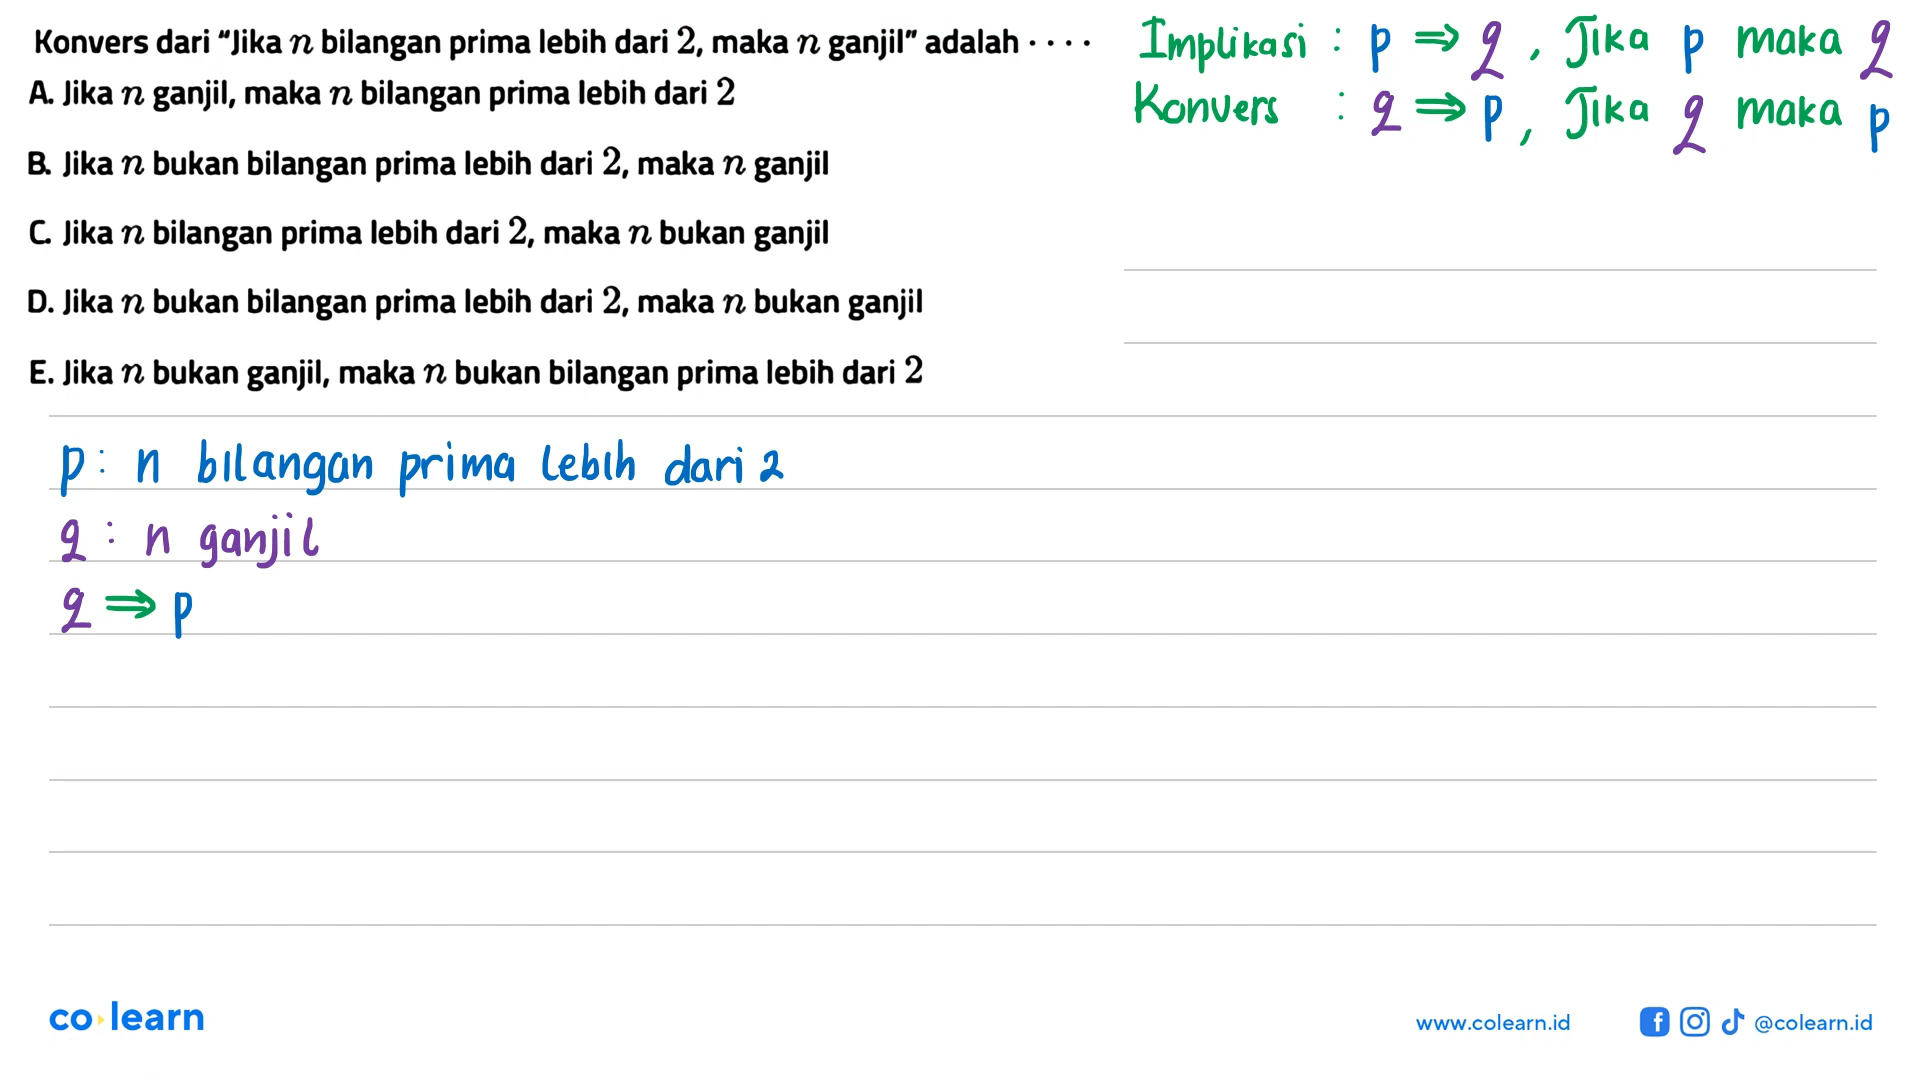 Konvers dari “Jika n bilangan prima lebih dari 2, maka n ganjil” adalah ....
A. Jika n ganjil, maka n bilangan prima lebih dari 2
B. Jika n bukan bilangan prima lebih dari 2, maka n ganjil
C. Jika n bilangan prima lebih dari 2, maka n bukan ganjil
D. Jika n bukan bilangan prima lebih dari 2, maka n bukan ganjil
E. Jika n bukan ganjil, maka n bukan bilangan prima lebih dari 2
Implikasi : p ⇒ q, Jika p maka q
Konvers : q ⇒ p, Jika q maka p
p : n bilangan prima lebih dari 2
q : n ganjil
q ⇒ p
co learn
www.colearn.id
@colearn.id